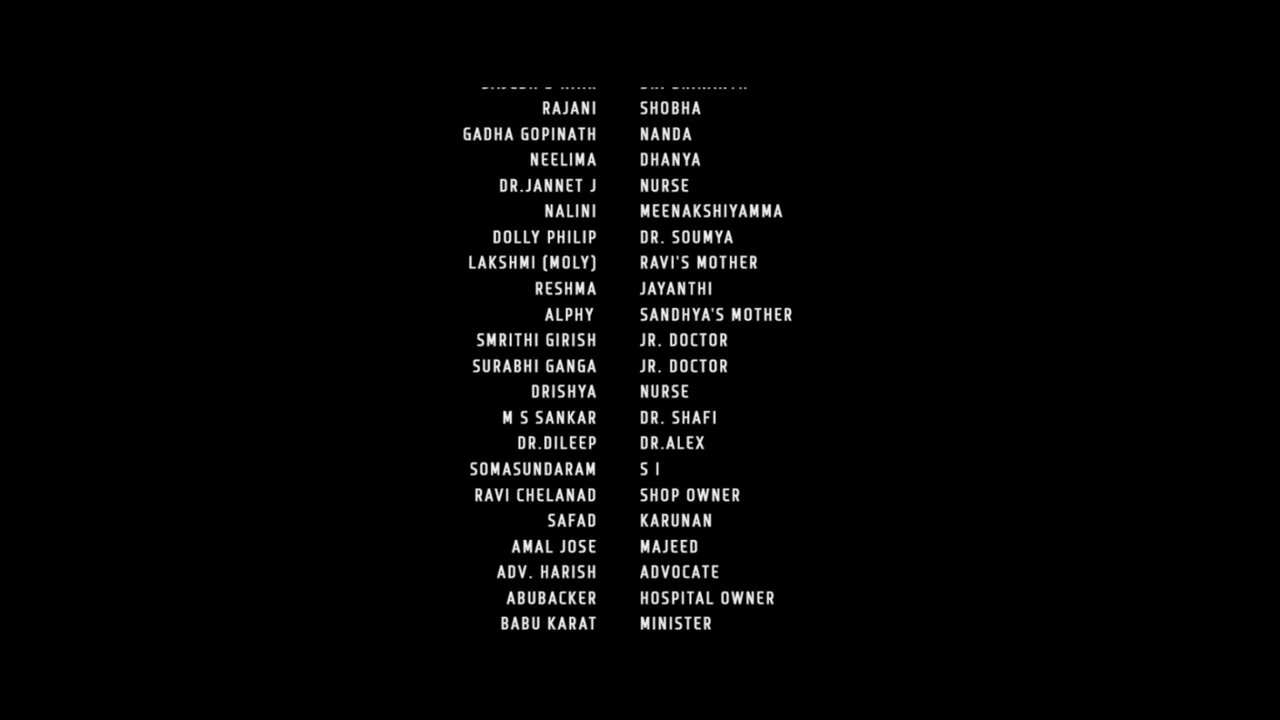 RAJANI SHOBHA
GADHA GOPINATH NANDA
NEELIMA DHANYA
DR.JANNET J NURSE
NALINI MEENAKSHIYAMMA
DOLLY PHILIP DR. SOUMYA
LAKSHMI (MOLY) RAVI'S MOTHER
RESHMA JAYANTHI
ALPHY SANDHYA'S MOTHER
SMRITHI GIRISH JR. DOCTOR
SURABHI GANGA JR. DOCTOR
DRISHYA NURSE
M S SANKAR DR. SHAFI
DR.DILEEP DR.ALEX
SOMASUNDARAM S I
RAVI CHELANAD SHOP OWNER
SAFAD KARUNAN
AMAL JOSE MAJEED
ADV. HARISH ADVOCATE
ABUBACKER HOSPITAL OWNER
BABU KARAT MINISTER